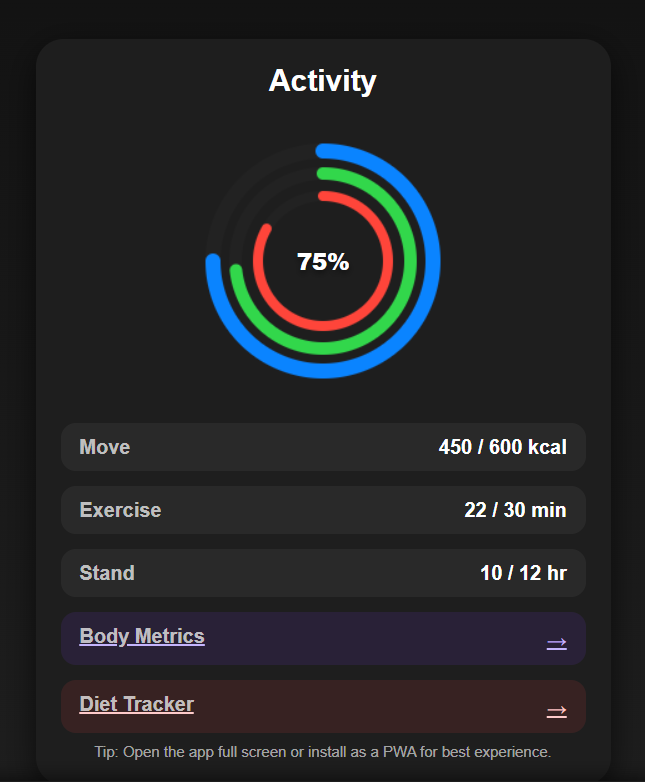 Activity
75%
Move 450 / 600 kcal
Exercise 22 / 30 min
Stand 10 / 12 hr
Body Metrics →
Diet Tracker →
Tip: Open the app full screen or install as a PWA for best experience.